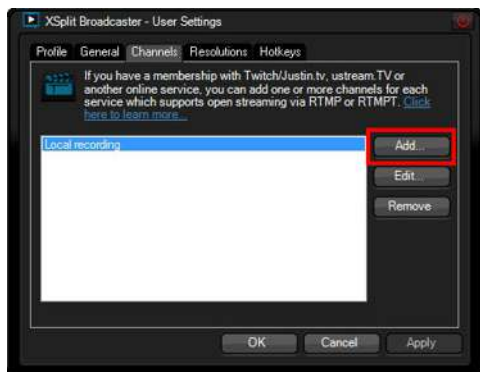 XSplit Broadcaster - User Settings
Profile General Channels Resolutions Hotkeys
If you have a membership with Twitch/Justin.tv, ustream.TV or
another online service, you can add one or more channels for each
service which supports open streaming via RTMP or RTMPT. Click
here to learn more...
Local recording
Add...
Edit...
Remove
OK Cancel Apply